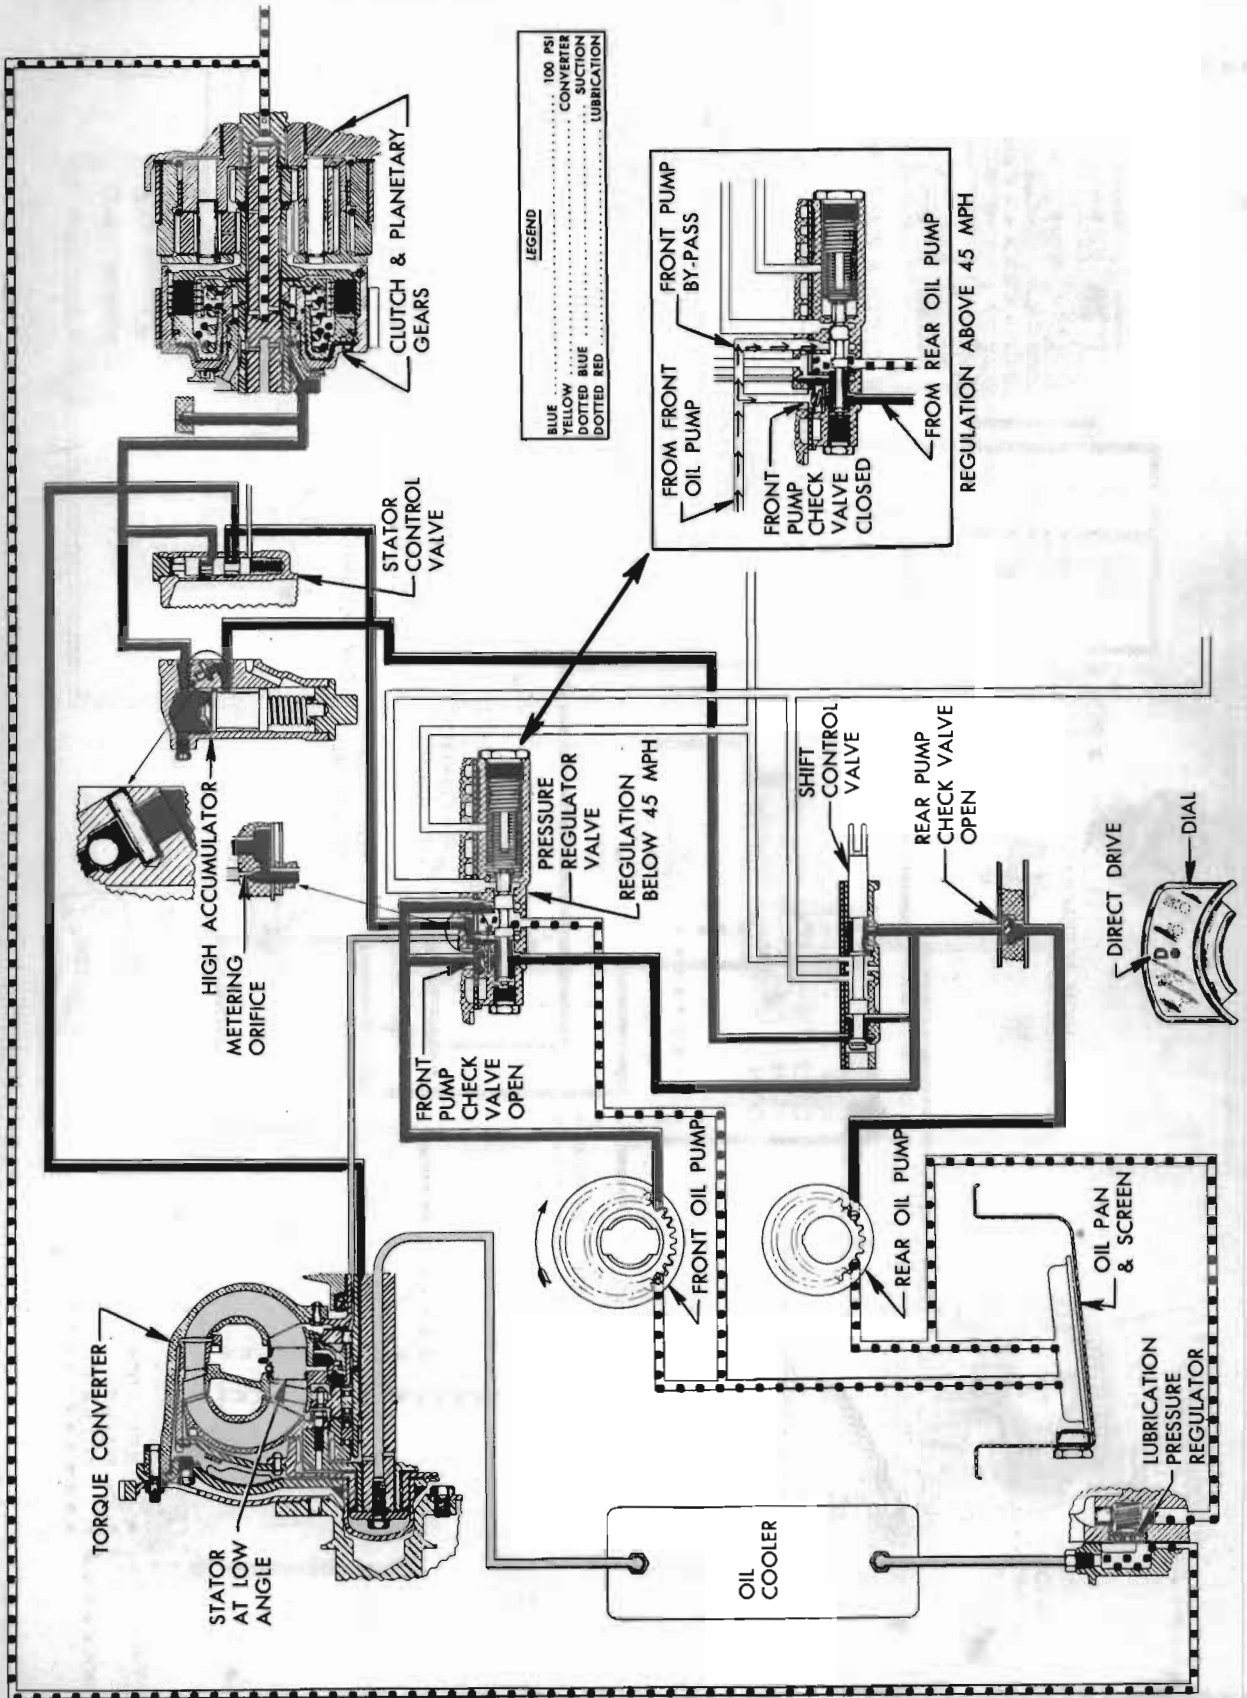 TORQUE CONVERTER
STATOR
AT LOW
ANGLE
HIGH ACCUMULATOR
METERING
ORIFICE
STATOR
CONTROL
VALVE
CLUTCH & PLANETARY
GEARS
LEGEND
BLUE .......... 100 PSI
YELLOW .......... CONVERTER
DOTTED BLUE .......... SUCTION
DOTTED RED .......... LUBRICATION
FRONT
PUMP
CHECK
VALVE
OPEN
PRESSURE
REGULATOR
VALVE
REGULATION
BELOW 45 MPH
FROM FRONT
OIL PUMP
FRONT PUMP
BY-PASS
FRONT
PUMP
CHECK
VALVE
CLOSED
FROM REAR OIL PUMP
REGULATION ABOVE 45 MPH
SHIFT
CONTROL
VALVE
REAR PUMP
CHECK VALVE
OPEN
FRONT OIL PUMP
REAR OIL PUMP
OIL
COOLER
OIL PAN
& SCREEN
LUBRICATION
PRESSURE
REGULATOR
DIRECT DRIVE
D
DIAL